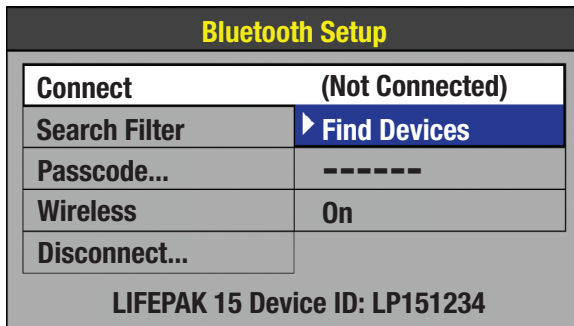 Bluetooth Setup
Connect (Not Connected)
Search Filter Find Devices
Passcode... ------
Wireless On
Disconnect...
LIFEPAK 15 Device ID: LP151234